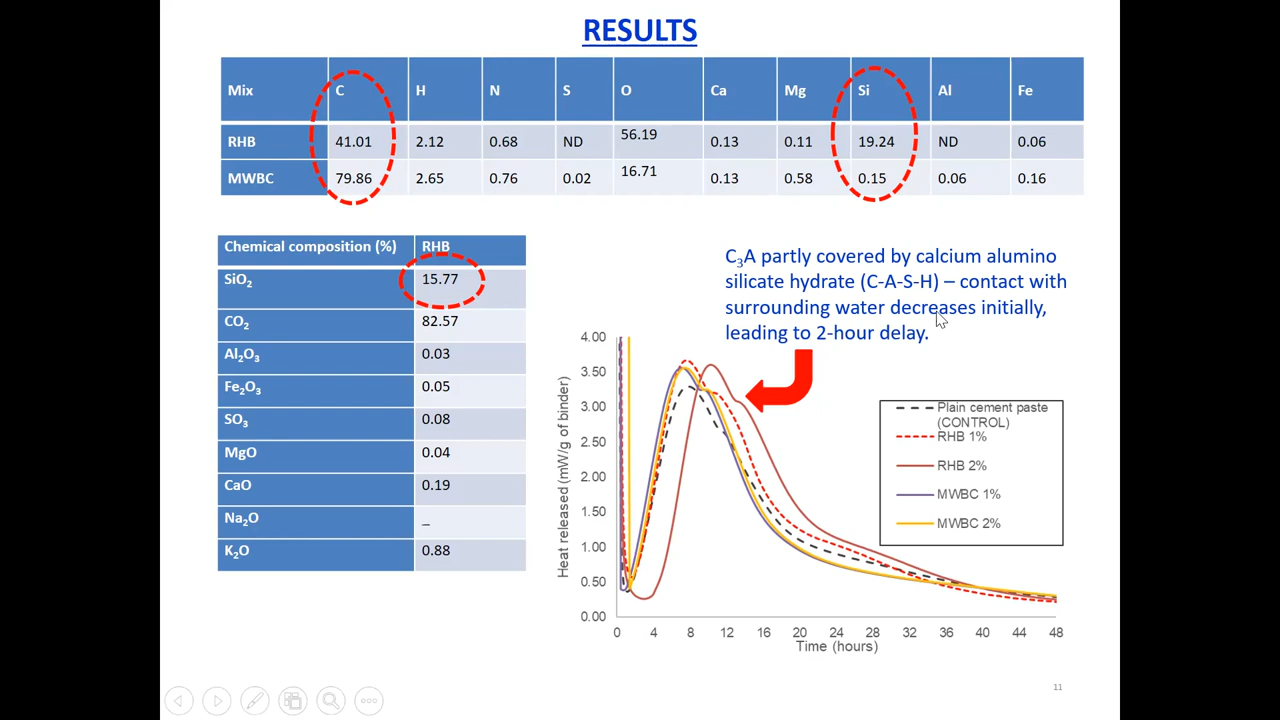 RESULTS
Mix C H N S O Ca Mg Si Al Fe
RHB 41.01 2.12 0.68 ND 56.19 0.13 0.11 19.24 ND 0.06
MWBC 79.86 2.65 0.76 0.02 16.71 0.13 0.58 0.15 0.06 0.16
Chemical composition (%) RHB
SiO₂ 15.77
CO₂ 82.57
Al₂O₃ 0.03
Fe₂O₃ 0.05
SO₃ 0.08
MgO 0.04
CaO 0.19
Na₂O –
K₂O 0.88
C₃A partly covered by calcium alumino
silicate hydrate (C-A-S-H) – contact with
surrounding water decreases initially,
leading to 2-hour delay.
Heat released (mW/g of binder)
4.00
3.50
3.00
2.50
2.00
1.50
1.00
0.50
0.00
0 4 8 12 16 20 24 28 32 36 40 44 48
Time (hours)
Plain cement paste
(CONTROL)
RHB 1%
RHB 2%
MWBC 1%
MWBC 2%
11